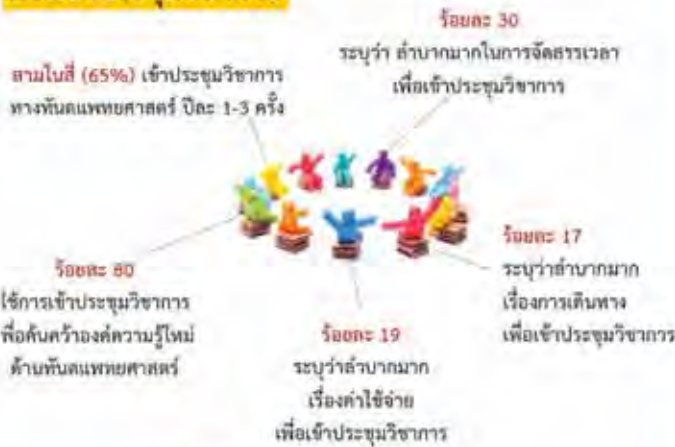 ร้อยละ 30
ระบุว่า ลำบากมากในการจัดสรรเวลา
เพื่อเข้าประชุมวิชาการ
สามในสี่ (65%) เข้าประชุมวิชาการ
ทางทันตแพทยศาสตร์ ปีละ 1-3 ครั้ง
ร้อยละ 80
ใช้การเข้าประชุมวิชาการ
พื่อค้นคว้าองค์ความรู้ใหม่
ด้านทันตแพทยศาสตร์
ร้อยละ 19
ระบุว่าลำบากมาก
เรื่องค่าใช้จ่าย
เพื่อเข้าประชุมวิชาการ
ร้อยละ 17
ระบุว่าลำบากมาก
เรื่องการเดินทาง
เพื่อเข้าประชุมวิชาการ